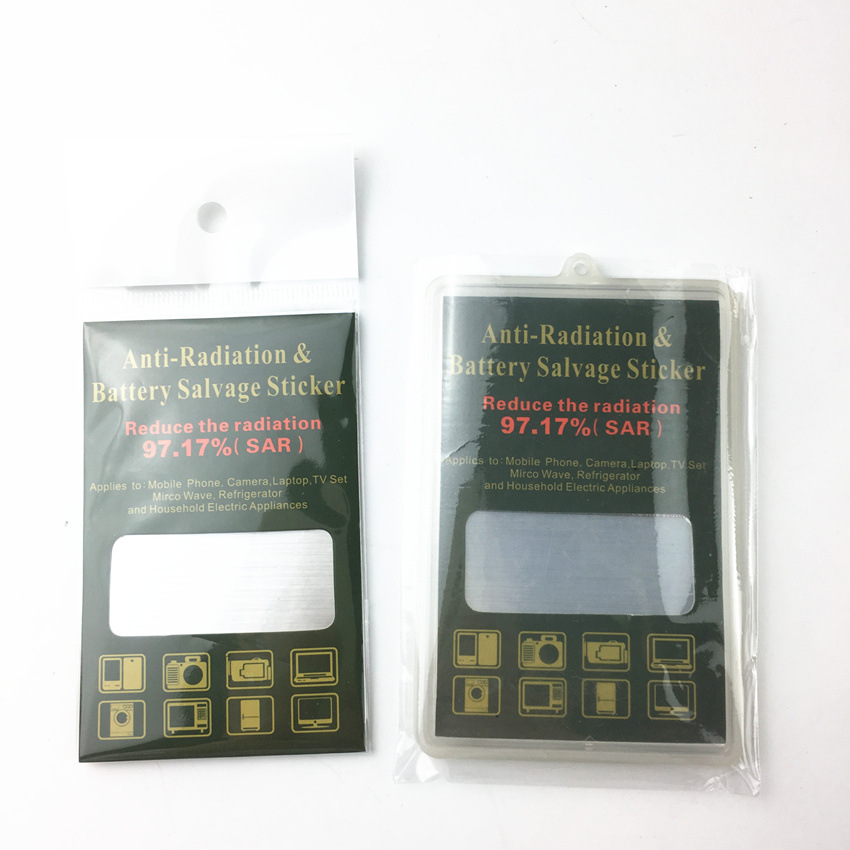 Anti-Radiation &
Battery Salvage Sticker
Reduce the radiation
97.17%( SAR )
Applies to: Mobile Phone, Camera,Laptop,TV Set
Mirco Wave, Refrigerator
and Household Electric Appliances
Anti-Radiation &
Battery Salvage Sticker
Reduce the radiation
97.17%( SAR )
Applies to: Mobile Phone, Camera,Laptop,TV Set
Mirco Wave, Refrigerator
and Household Electric Appliances